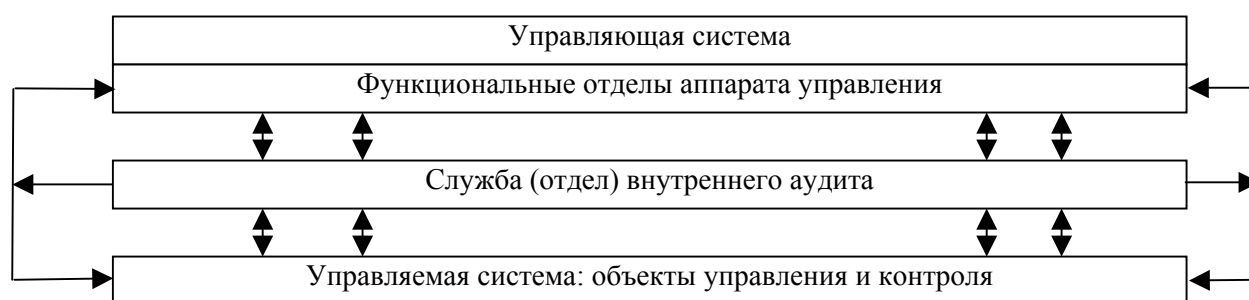 Управляющая система
Функциональные отделы аппарата управления
Служба (отдел) внутреннего аудита
Управляемая система: объекты управления и контроля